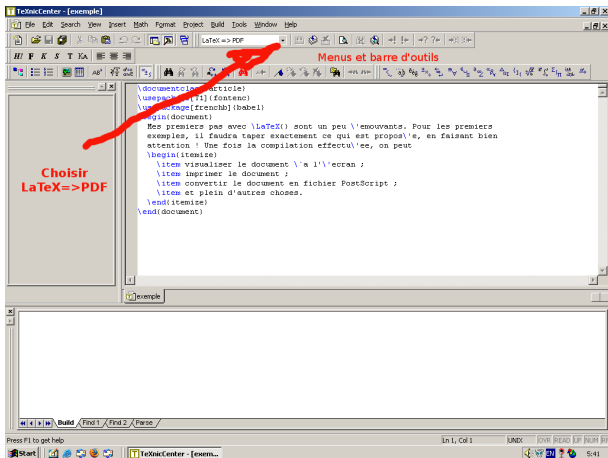 TeXnicCenter - [exemple]
File Edit Search View Insert Math Format Project Build Tools Window Help
LaTeX => PDF
Menus et barre d'outils
\documentclass{article)
\usepackage[T1](fontenc)
\usepackage[frenchb](babel)
\begin(document)
Mes premiers pas avec \LaTeX() sont un peu \'emouvants. Pour les premiers
exemples, il faudra taper exactement ce qui est propos\'e, en faisant bien
attention ! Une fois la compilation effectu\'ee, on peut
\begin(itemize)
\item visualiser le document \`a l'\'ecran ;
\item imprimer le document ;
\item convertir le document en fichier PostScript ;
\item et plein d'autres choses.
\end(itemize)
\end(document)
Choisir
LaTeX=>PDF
exemple
Build Find 1 Find 2 Parse
Press F1 to get help
Ln 1, Col 1 UNIX OVR READ UF NUM
Start TeXnicCenter - [exem... EN 5:41